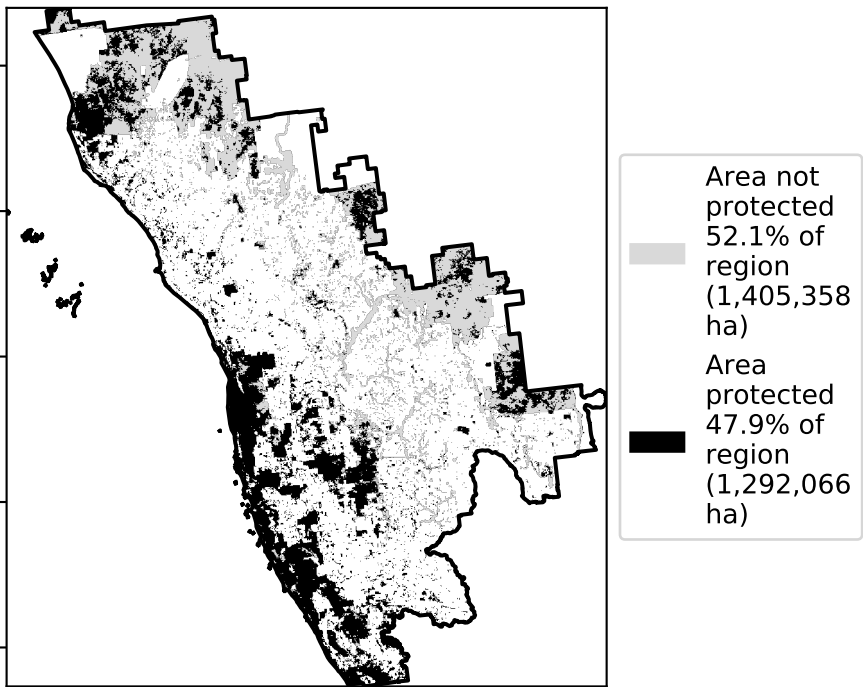 Area not
protected
52.1% of
region
(1,405,358
ha)
Area
protected
47.9% of
region
(1,292,066
ha)